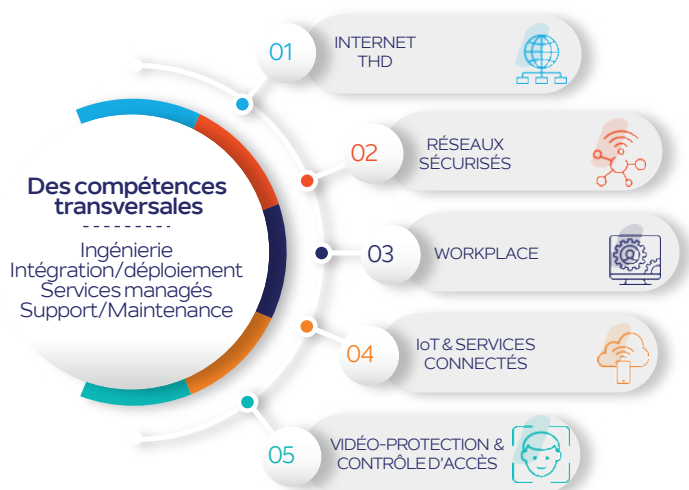 Des compétences
transversales
Ingénierie
Intégration/déploiement
Services managés
Support/Maintenance
01
INTERNET
THD
02
RÉSEAUX
SÉCURISÉS
03
WORKPLACE
04
IoT & SERVICES
CONNECTÉS
05
VIDÉO-PROTECTION &
CONTRÔLE D'ACCÈS